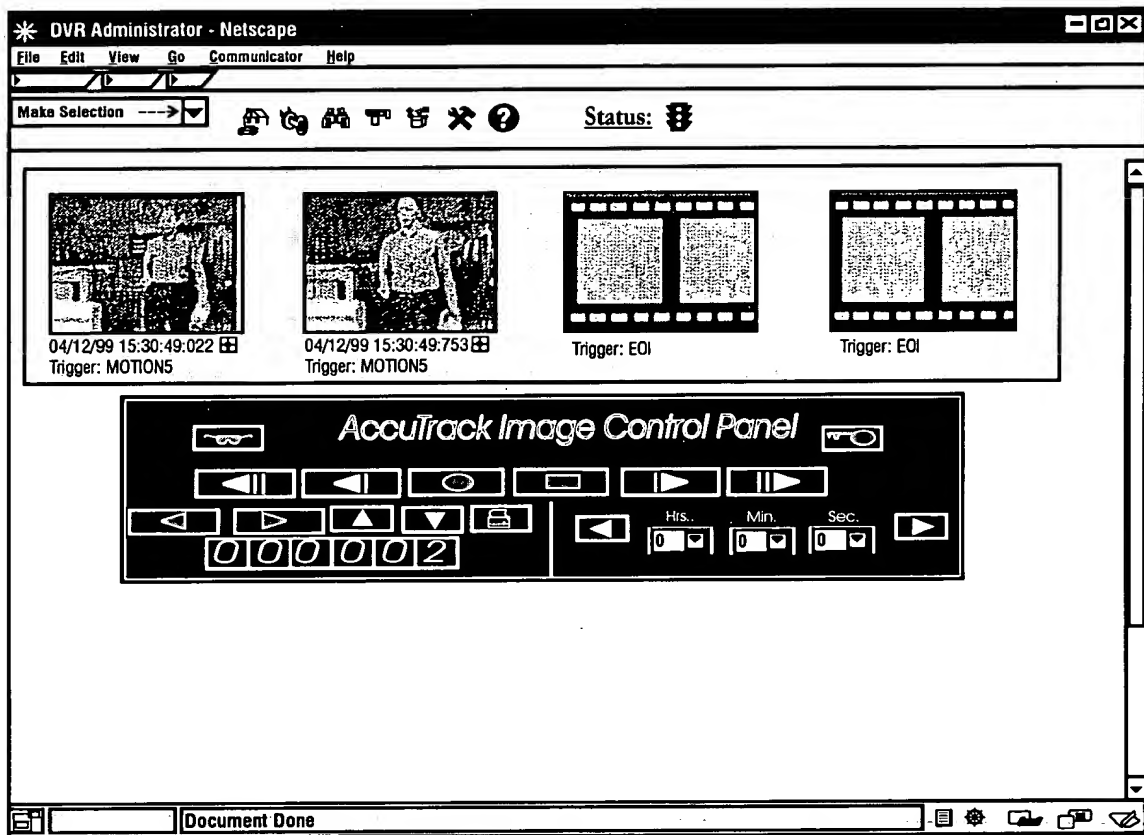 DVR Administrator - Netscape
File Edit View Go Communicator Help
Make Selection ---> Status:
04/12/99 15:30:49:022
Trigger: MOTION5
04/12/99 15:30:49:753
Trigger: MOTION5
Trigger: EOI
Trigger: EOI
AccuTrack Image Control Panel
Hrs.. Min. Sec.
0 0 0
000002
Document Done